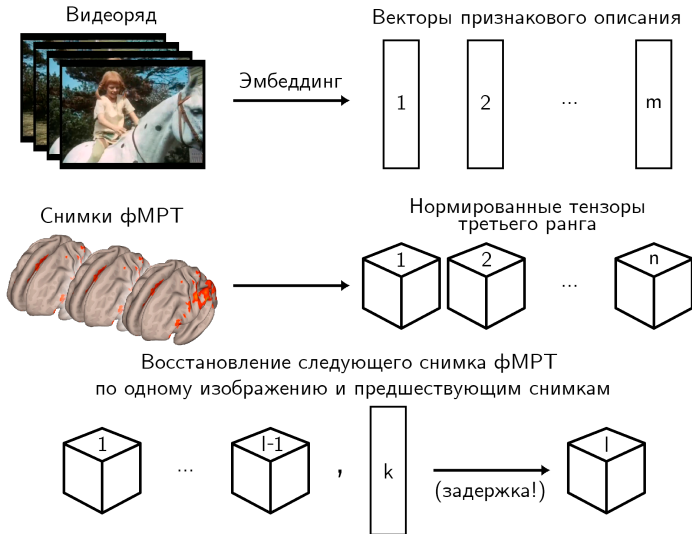 Видеоряд
Векторы признакового описания
Эмбеддинг
1
2
...
m
Снимки фМРТ
Нормированные тензоры
третьего ранга
1
2
...
n
Восстановление следующего снимка фМРТ
по одному изображению и предшествующим снимкам
1
...
l-1
,
k
(задержка!)
l